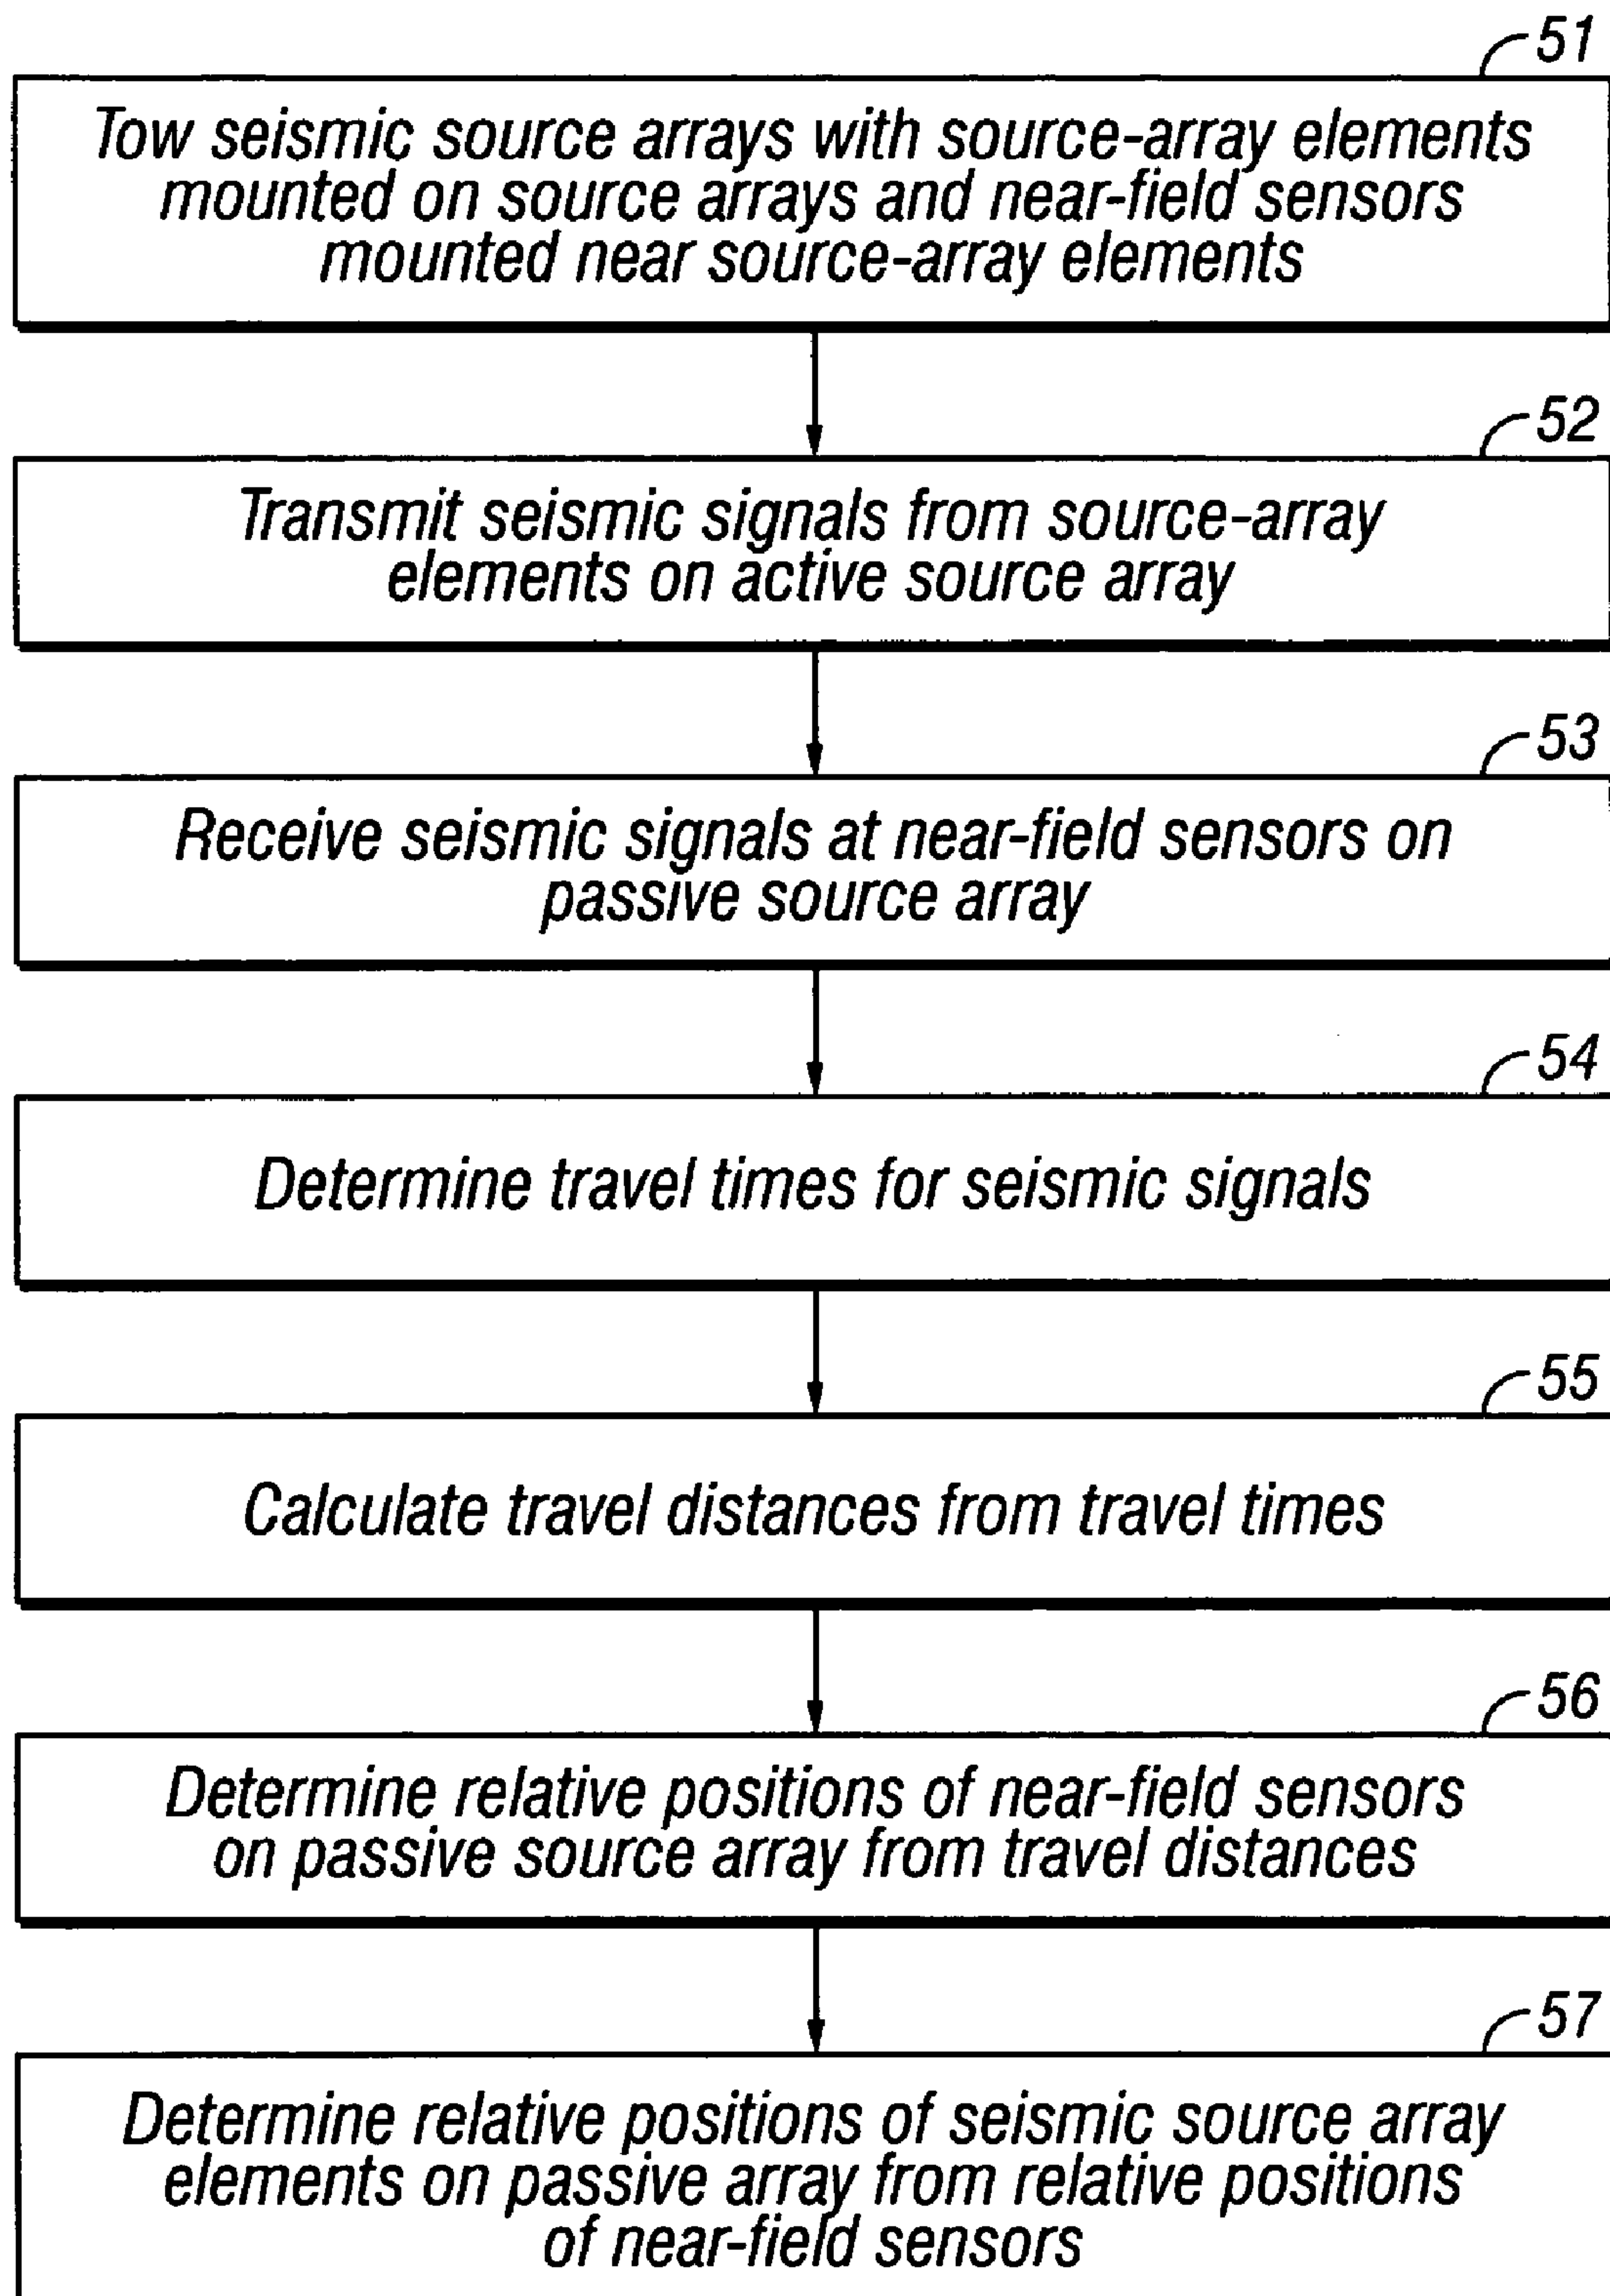 51
Tow seismic source arrays with source-array elements
mounted on source arrays and near-field sensors
mounted near source-array elements
52
Transmit seismic signals from source-array
elements on active source array
53
Receive seismic signals at near-field sensors on
passive source array
54
Determine travel times for seismic signals
55
Calculate travel distances from travel times
56
Determine relative positions of near-field sensors
on passive source array from travel distances
57
Determine relative positions of seismic source array
elements on passive array from relative positions
of near-field sensors